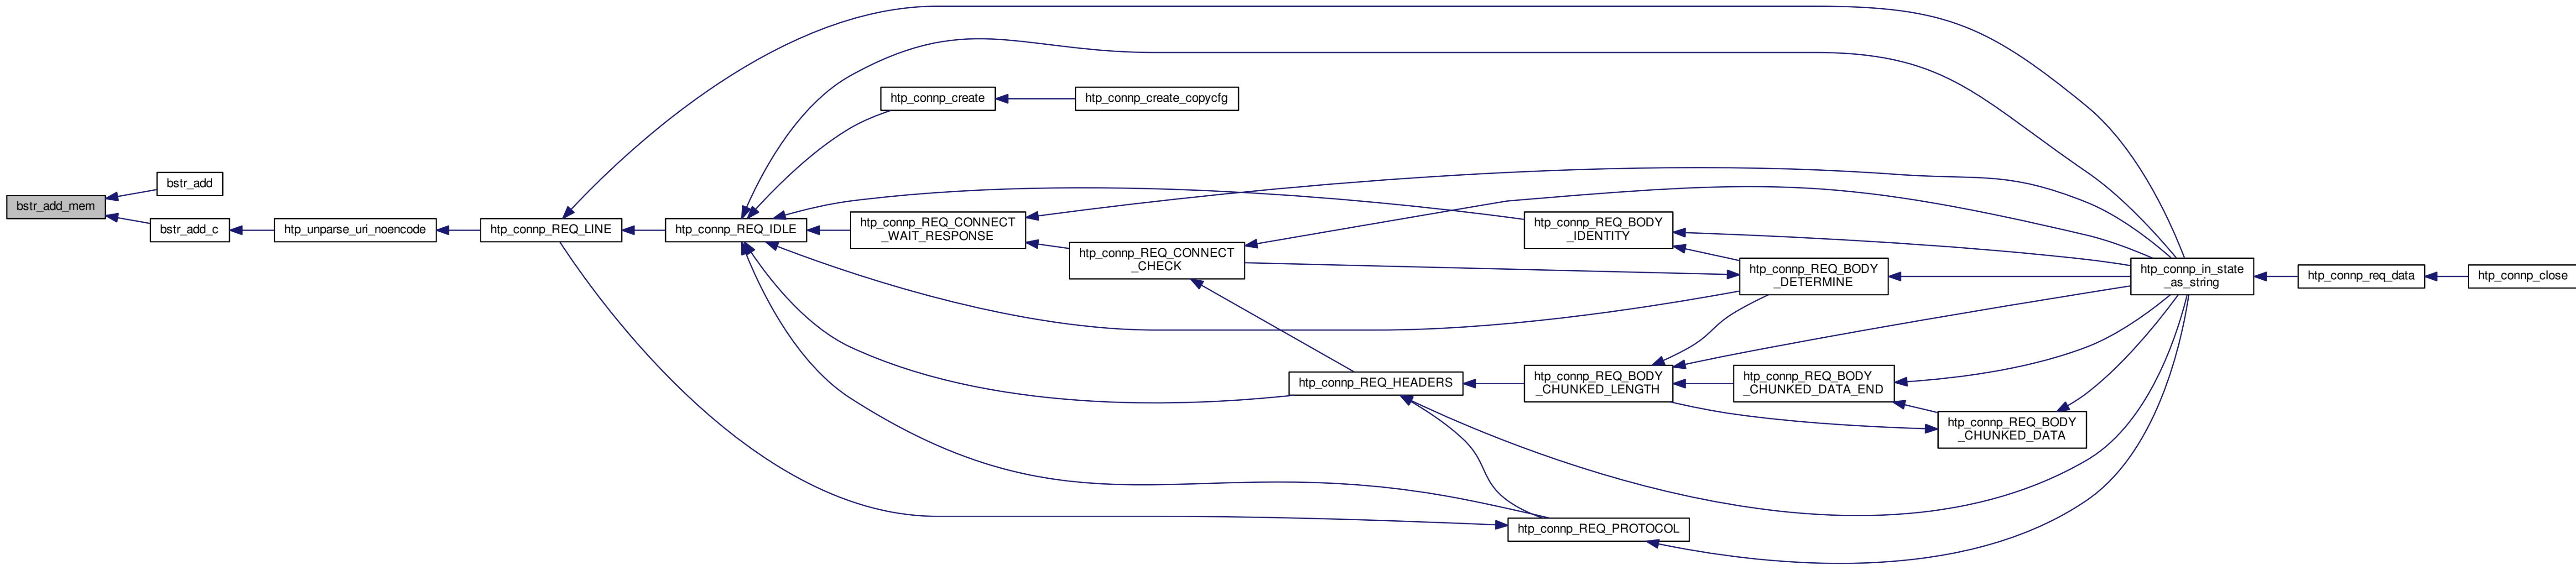 bstr_add_mem
bstr_add
bstr_add_c
htp_unparse_uri_noencode
htp_connp_REQ_LINE
htp_connp_REQ_IDLE
htp_connp_create
htp_connp_create_copycfg
htp_connp_REQ_CONNECT
_WAIT_RESPONSE
htp_connp_REQ_CONNECT
_CHECK
htp_connp_REQ_HEADERS
htp_connp_REQ_BODY
_IDENTITY
htp_connp_REQ_BODY
_CHUNKED_LENGTH
htp_connp_REQ_PROTOCOL
htp_connp_REQ_BODY
_DETERMINE
htp_connp_REQ_BODY
_CHUNKED_DATA_END
htp_connp_REQ_BODY
_CHUNKED_DATA
htp_connp_in_state
_as_string
htp_connp_req_data
htp_connp_close